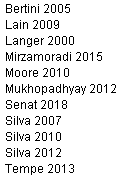 Bertini 2005
Lain 2009
Langer 2000
Mirzamoradi 2015
Moore 2010
Mukhopadhyay 2012
Senat 2018
Silva 2007
Silva 2010
Silva 2012
Tempe 2013